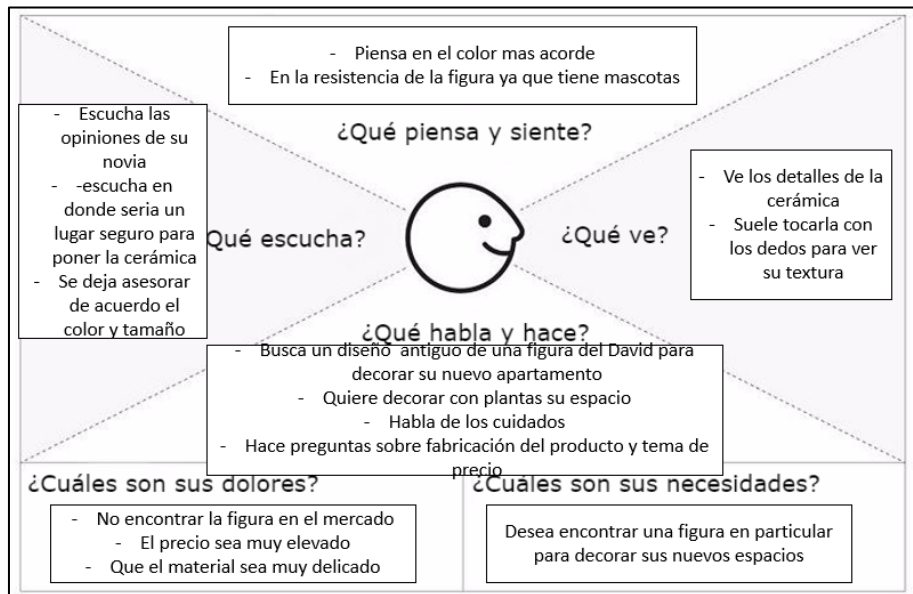 - Piensa en el color mas acorde
- En la resistencia de la figura ya que tiene mascotas
¿Qué piensa y siente?
- Escucha las
opiniones de su
novia
- -escucha en
donde seria un
lugar seguro para
poner la cerámica
- Se deja asesorar
de acuerdo el
color y tamaño
Qué escucha?
¿Qué ve?
- Ve los detalles de la
cerámica
- Suele tocarla con
los dedos para ver
su textura
¿Qué habla y hace?
- Busca un diseño antiguo de una figura del David para
decorar su nuevo apartamento
- Quiere decorar con plantas su espacio
- Habla de los cuidados
- Hace preguntas sobre fabricación del producto y tema de
precio
¿Cuáles son sus dolores?
- No encontrar la figura en el mercado
- El precio sea muy elevado
- Que el material sea muy delicado
¿Cuáles son sus necesidades?
Desea encontrar una figura en particular
para decorar sus nuevos espacios